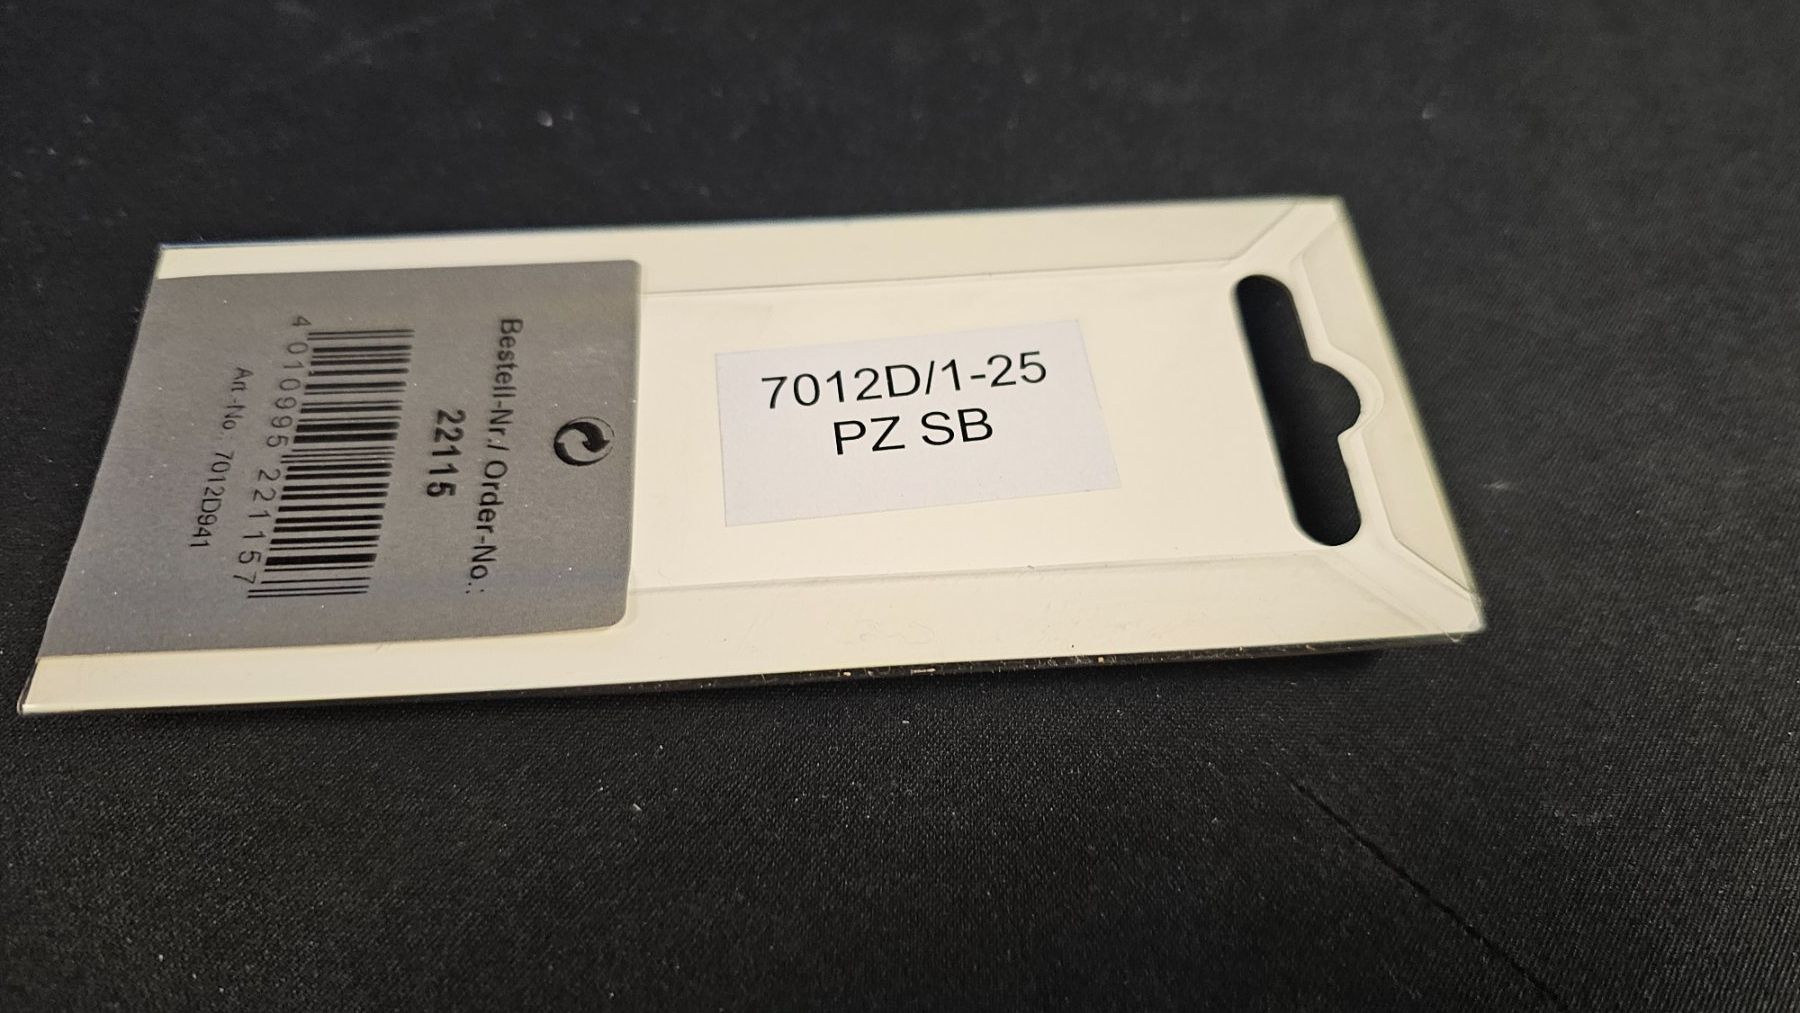 7012D/1-25
PZ SB
Bestell-Nr./ Order-No.:
22115
4 010995 221157
Art.-No.: 7012D941